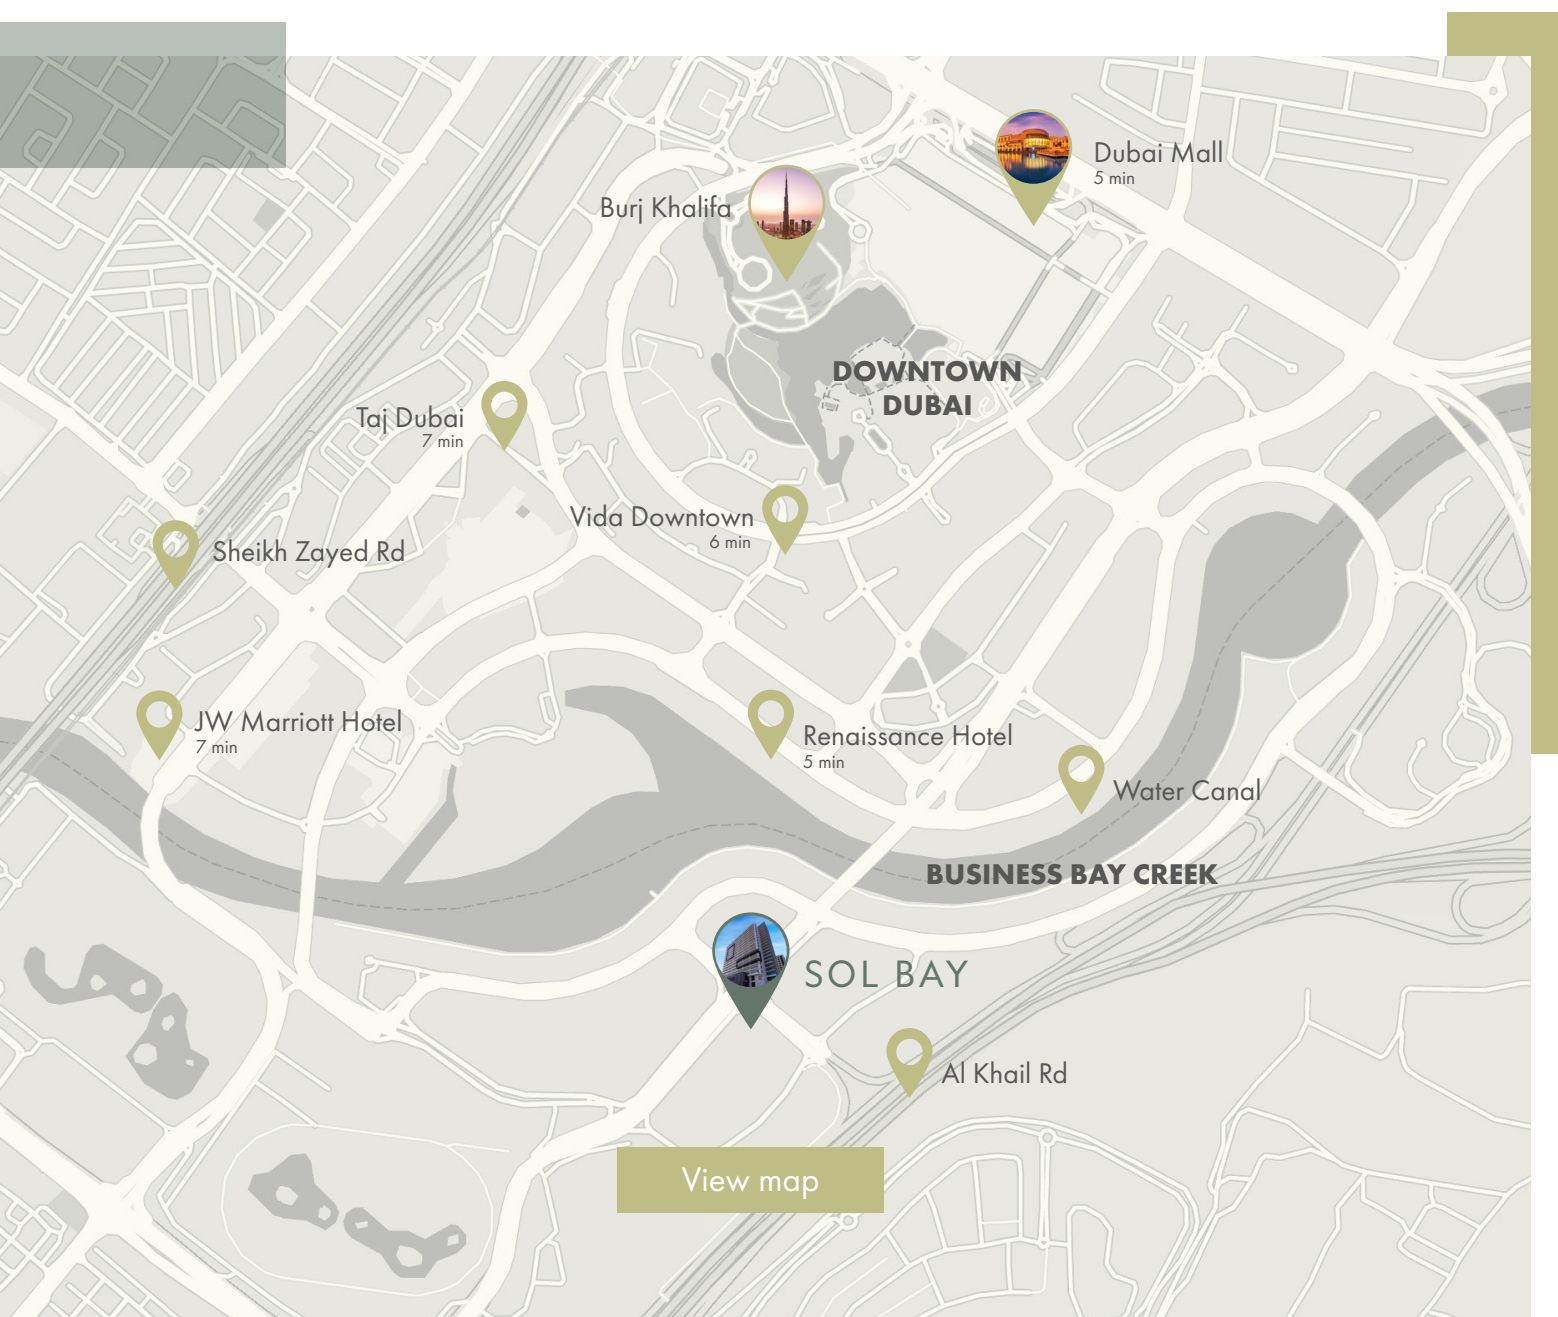 Dubai Mall
5 min
Burj Khalifa
DOWNTOWN
DUBAI
Taj Dubai
7 min
Vida Downtown
6 min
Sheikh Zayed Rd
JW Marriott Hotel
7 min
Renaissance Hotel
5 min
Water Canal
BUSINESS BAY CREEK
SOL BAY
Al Khail Rd
View map